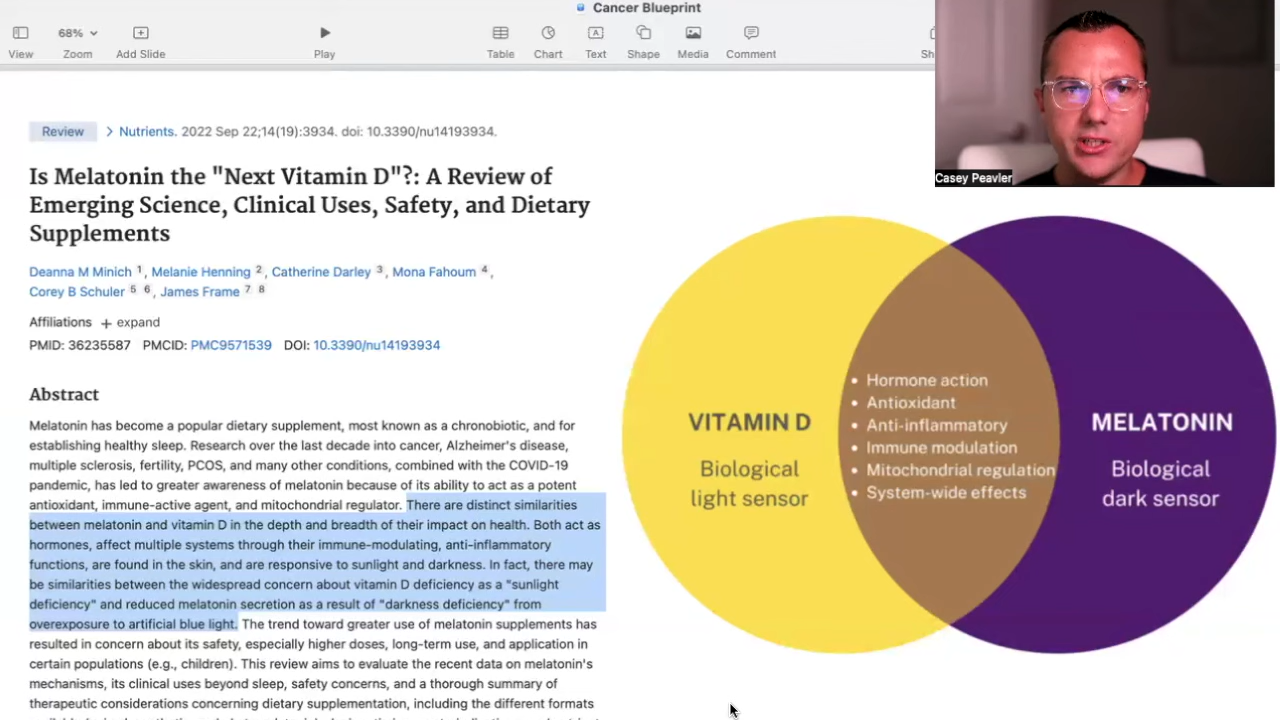 Cancer Blueprint
68%
View Zoom Add Slide Play Table Chart Text Shape Media Comment
Casey Peavler
Review Nutrients. 2022 Sep 22;14(19):3934. doi: 10.3390/nu14193934.
Is Melatonin the "Next Vitamin D"?: A Review of
Emerging Science, Clinical Uses, Safety, and Dietary
Supplements
Deanna M Minich 1, Melanie Henning 2, Catherine Darley 3, Mona Fahoum 4,
Corey B Schuler 5 6, James Frame 7 8
Affiliations + expand
PMID: 36235587 PMCID: PMC9571539 DOI: 10.3390/nu14193934
Abstract
Melatonin has become a popular dietary supplement, most known as a chronobiotic, and for
establishing healthy sleep. Research over the last decade into cancer, Alzheimer's disease,
multiple sclerosis, fertility, PCOS, and many other conditions, combined with the COVID-19
pandemic, has led to greater awareness of melatonin because of its ability to act as a potent
antioxidant, immune-active agent, and mitochondrial regulator. There are distinct similarities
between melatonin and vitamin D in the depth and breadth of their impact on health. Both act as
hormones, affect multiple systems through their immune-modulating, anti-inflammatory
functions, are found in the skin, and are responsive to sunlight and darkness. In fact, there may
be similarities between the widespread concern about vitamin D deficiency as a "sunlight
deficiency" and reduced melatonin secretion as a result of "darkness deficiency" from
overexposure to artificial blue light. The trend toward greater use of melatonin supplements has
resulted in concern about its safety, especially higher doses, long-term use, and application in
certain populations (e.g., children). This review aims to evaluate the recent data on melatonin's
mechanisms, its clinical uses beyond sleep, safety concerns, and a thorough summary of
therapeutic considerations concerning dietary supplementation, including the different formats
VITAMIN D
Biological
light sensor
• Hormone action
• Antioxidant
• Anti-inflammatory
• Immune modulation
• Mitochondrial regulation
• System-wide effects
MELATONIN
Biological
dark sensor